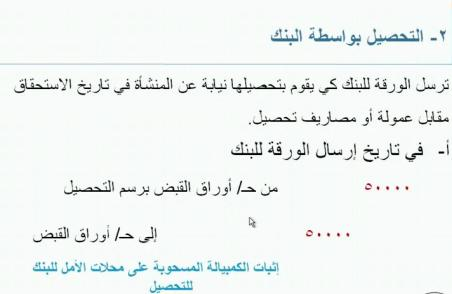 ٢- التحصيل بواسطة البنك
ترسل الورقة للبنك كي يقوم بتحصيلها نيابة عن المنشأة في تاريخ الاستحقاق
مقابل عمولة أو مصاريف تحصيل.
أ- في تاريخ إرسال الورقة للبنك
٥٠٠٠٠ من حـ/ أوراق القبض برسم التحصيل
٥٠٠٠٠ إلى حـ/ أوراق القبض
إثبات الكمبيالة المسحوبة على محلات الأمل للبنك
للتحصيل